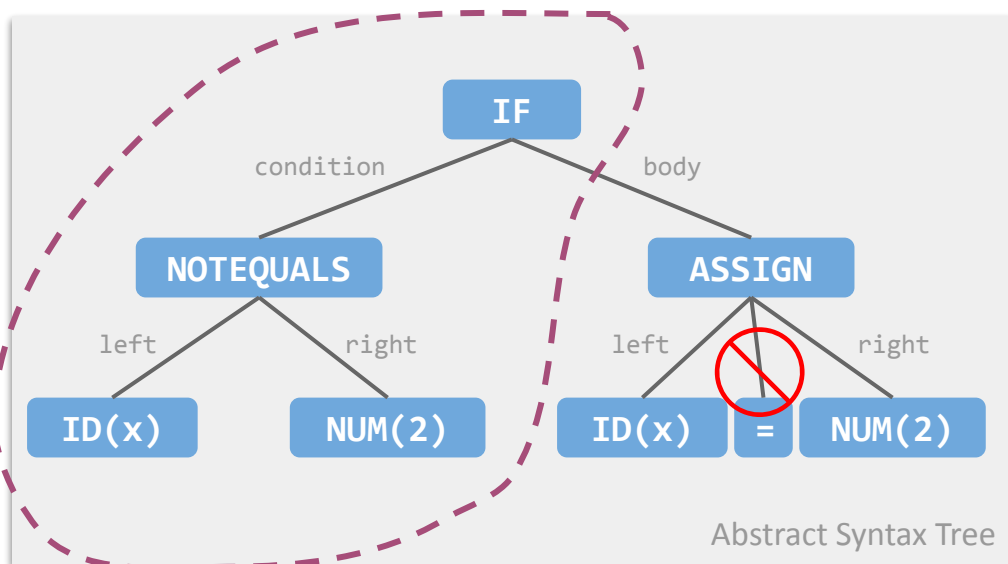 IF
condition
body
NOTEQUALS
ASSIGN
left
right
left
right
ID(x)
NUM(2)
ID(x)
=
NUM(2)
Abstract Syntax Tree